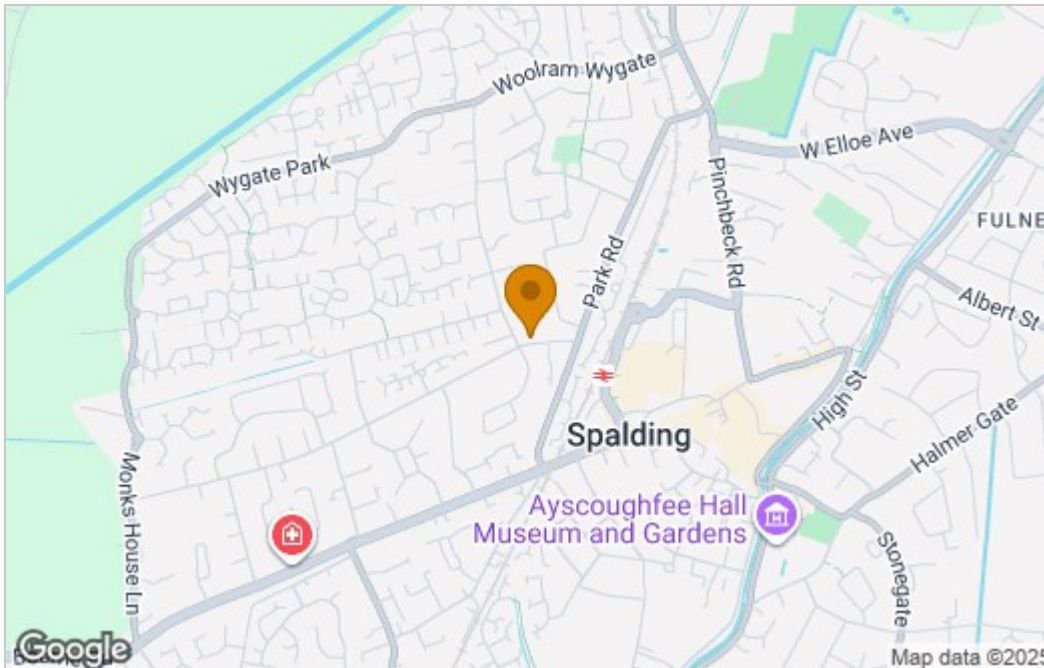 Woolram Wygate
W Elloe Ave
Wygate Park
Pinchbeck Rd
FULNE
Park Rd
Albert St
High St
Halmer Gate
Spalding
Monks House Ln
Ayscoughfee Hall
Museum and Gardens
Stonegate
Google
Map data ©2025